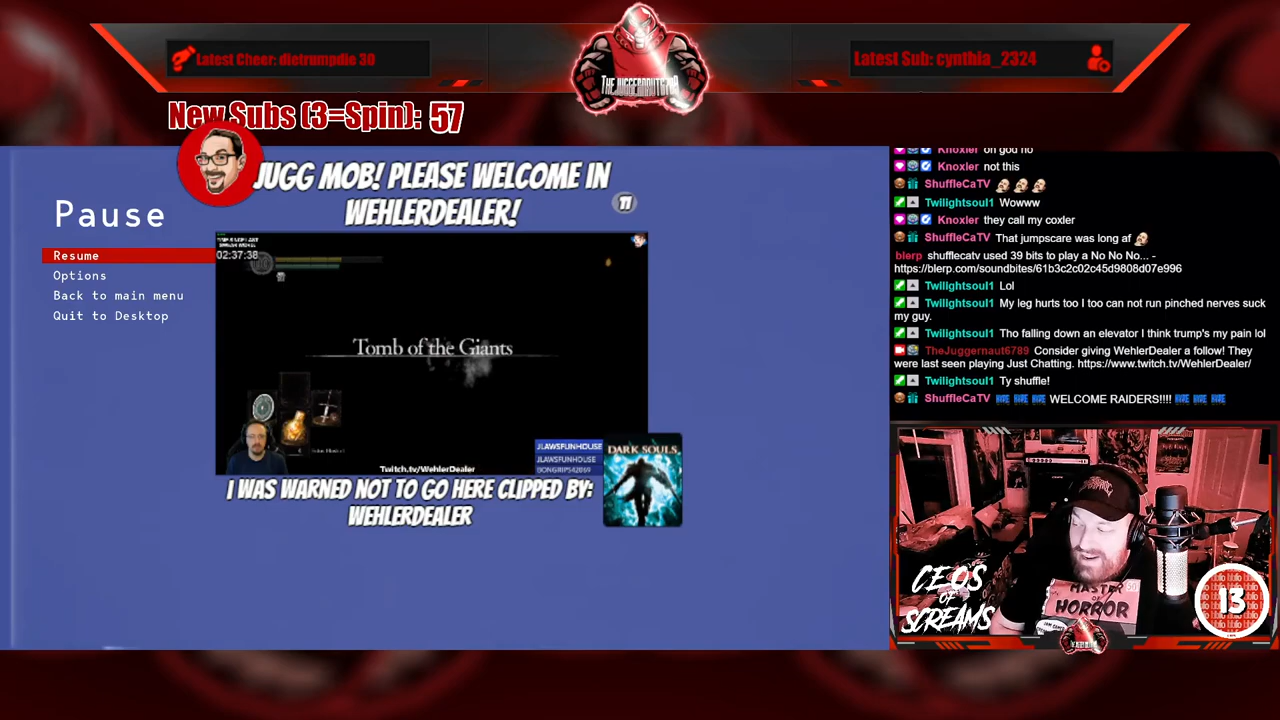 Latest Cheer: dietrumpdie 30
THEJUGGERNAUT6789
Latest Sub: cynthia_2324
New Subs (3=Spin): 57
JUGG MOB! PLEASE WELCOME IN
WEHLERDEALER!
11
Pause
Resume
Options
Back to main menu
Quit to Desktop
02:37:38
Tomb of the Giants
Twitch.tv/WehlerDealer
JLAWSFUNHOUSE
JLAWSFUNHOUSE
BONGRIP542069
DARK SOULS
I WAS WARNED NOT TO GO HERE CLIPPED BY:
WEHLERDEALER
Knoxler oh god no
Knoxler not this
ShuffleCaTV
Twilightsoul1 Wowww
Knoxler they call my coxler
ShuffleCaTV That jumpscare was long af
blerp shufflecatv used 39 bits to play a No No No... -
https://blerp.com/soundbites/61b3c2c02c45d9808d07e996
Twilightsoul1 Lol
Twilightsoul1 My leg hurts too I too can not run pinched nerves suck
my guy.
Twilightsoul1 Tho falling down an elevator I think trump's my pain lol
TheJuggernaut6789 Consider giving WehlerDealer a follow! They
were last seen playing Just Chatting. https://www.twitch.tv/WehlerDealer/
Twilightsoul1 Ty shuffle!
ShuffleCaTV WELCOME RAIDERS!!!!
CEOS
OF
SCREAMS
MASTER
OF
HORROR
13